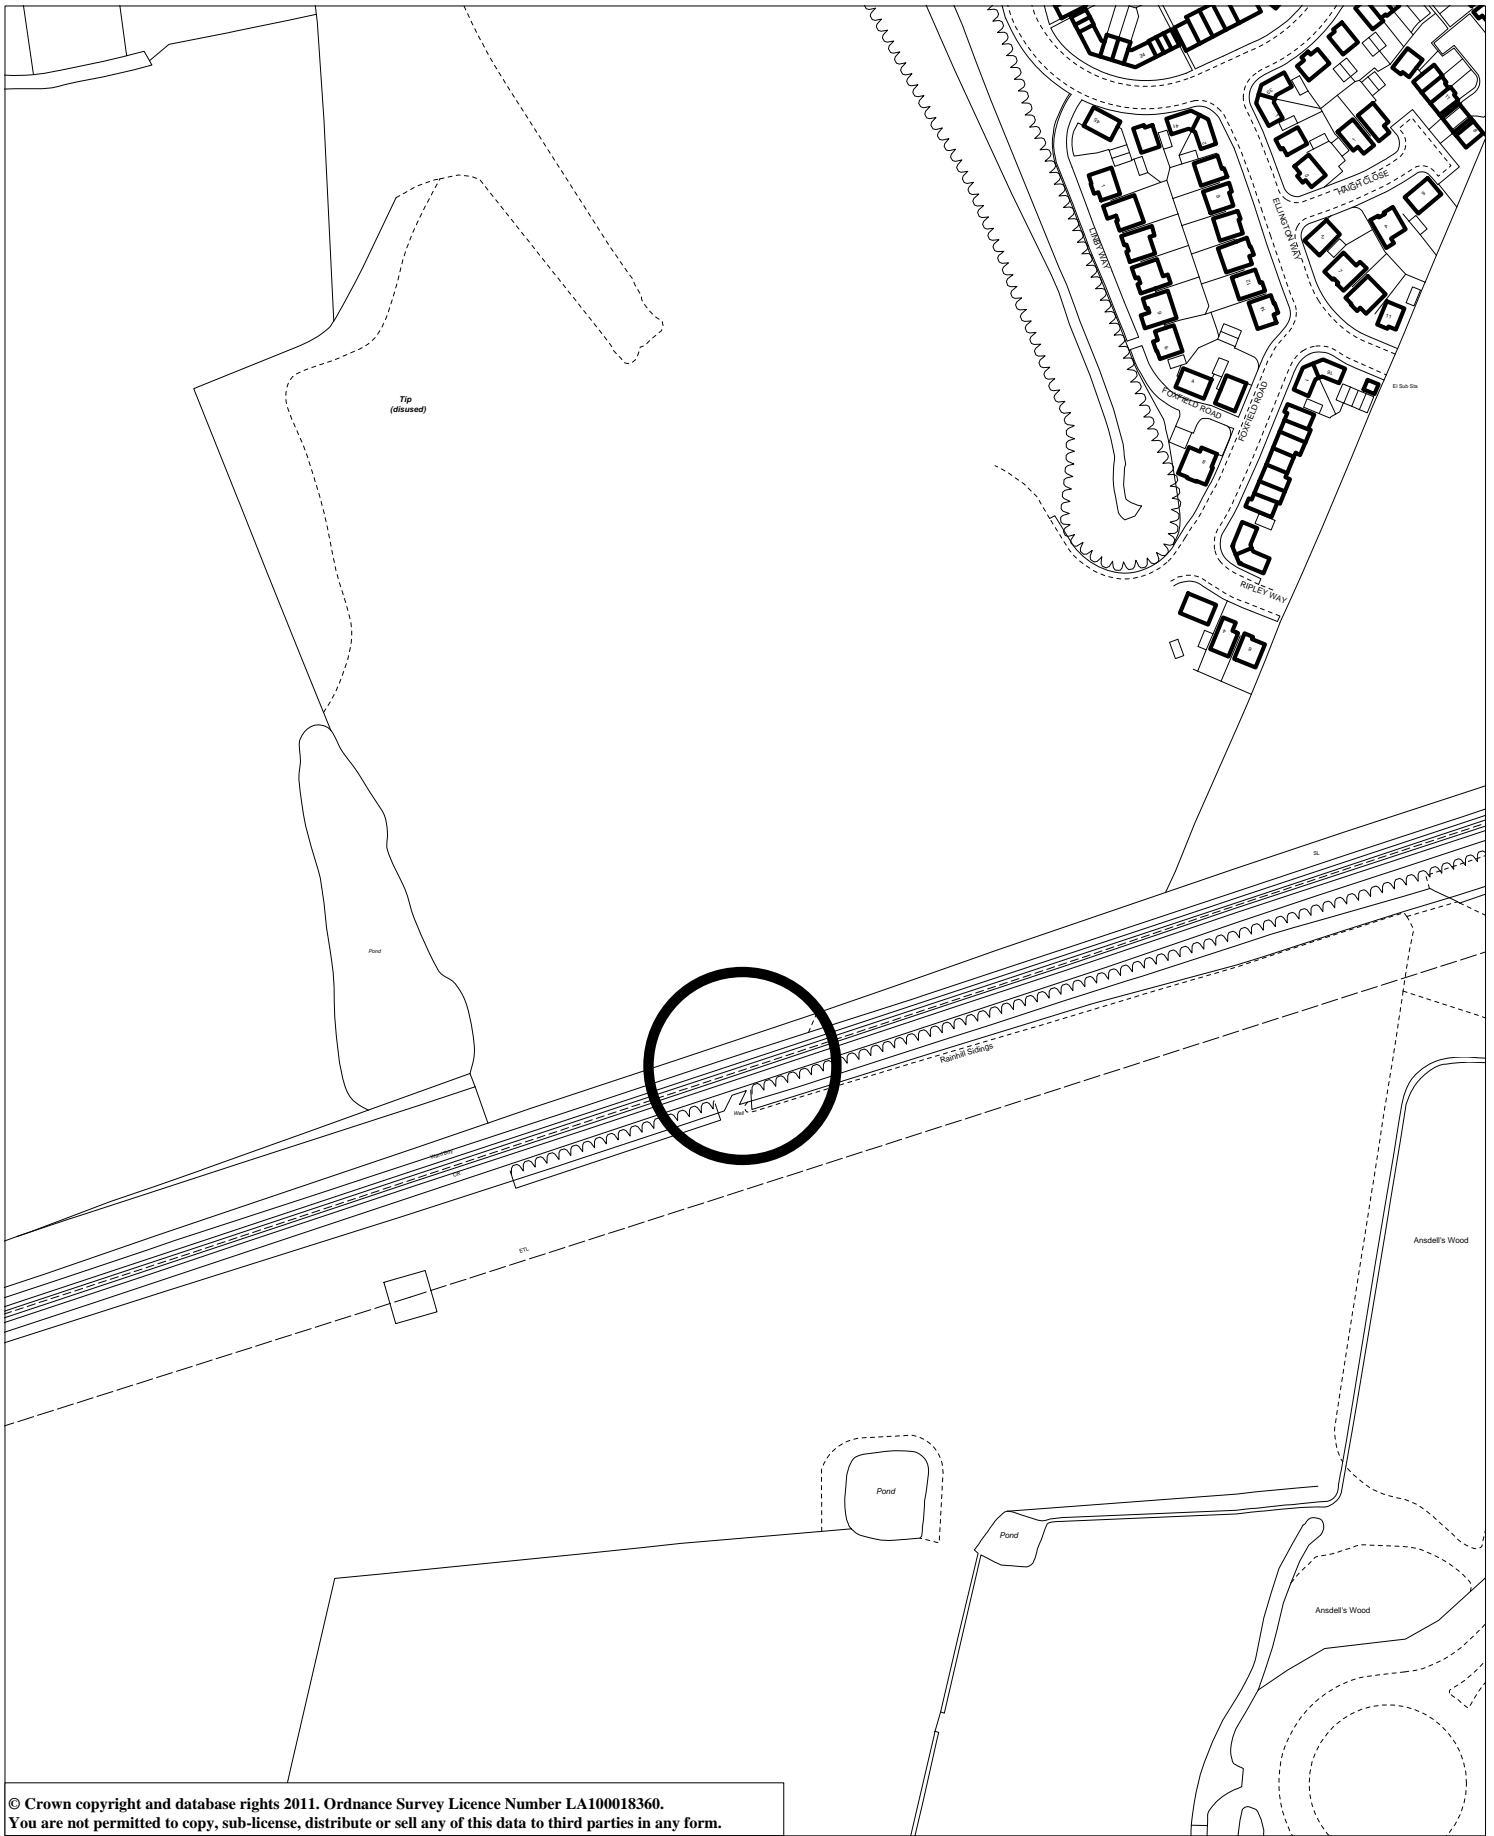 HAIGH CLOSE
ELLINGTON WAY
LINBY WAY
FOXFIELD ROAD
FOXFIELD ROAD
El Sub Sta
RIPLEY WAY
Tip
(disused)
SL
Pond
Rainhill Sidings
Well
ETL
Ansdell's Wood
Pond
Pond
Ansdell's Wood
© Crown copyright and database rights 2011. Ordnance Survey Licence Number LA100018360.
You are not permitted to copy, sub-license, distribute or sell any of this data to third parties in any form.